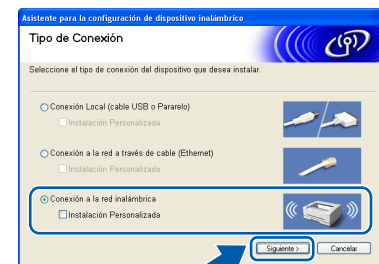 Asistente para la configuración de dispositivo inalámbrico
Tipo de Conexión
Seleccione el tipo de conexión del dispositivo que desea instalar.
Conexión Local (cable USB o Pararelo)
Instalación Personalizada
Conexión a la red a través de cable (Ethernet)
Instalación Personalizada
Conexión a la red inalámbrica
Instalación Personalizada
Siguiente >
Cancelar